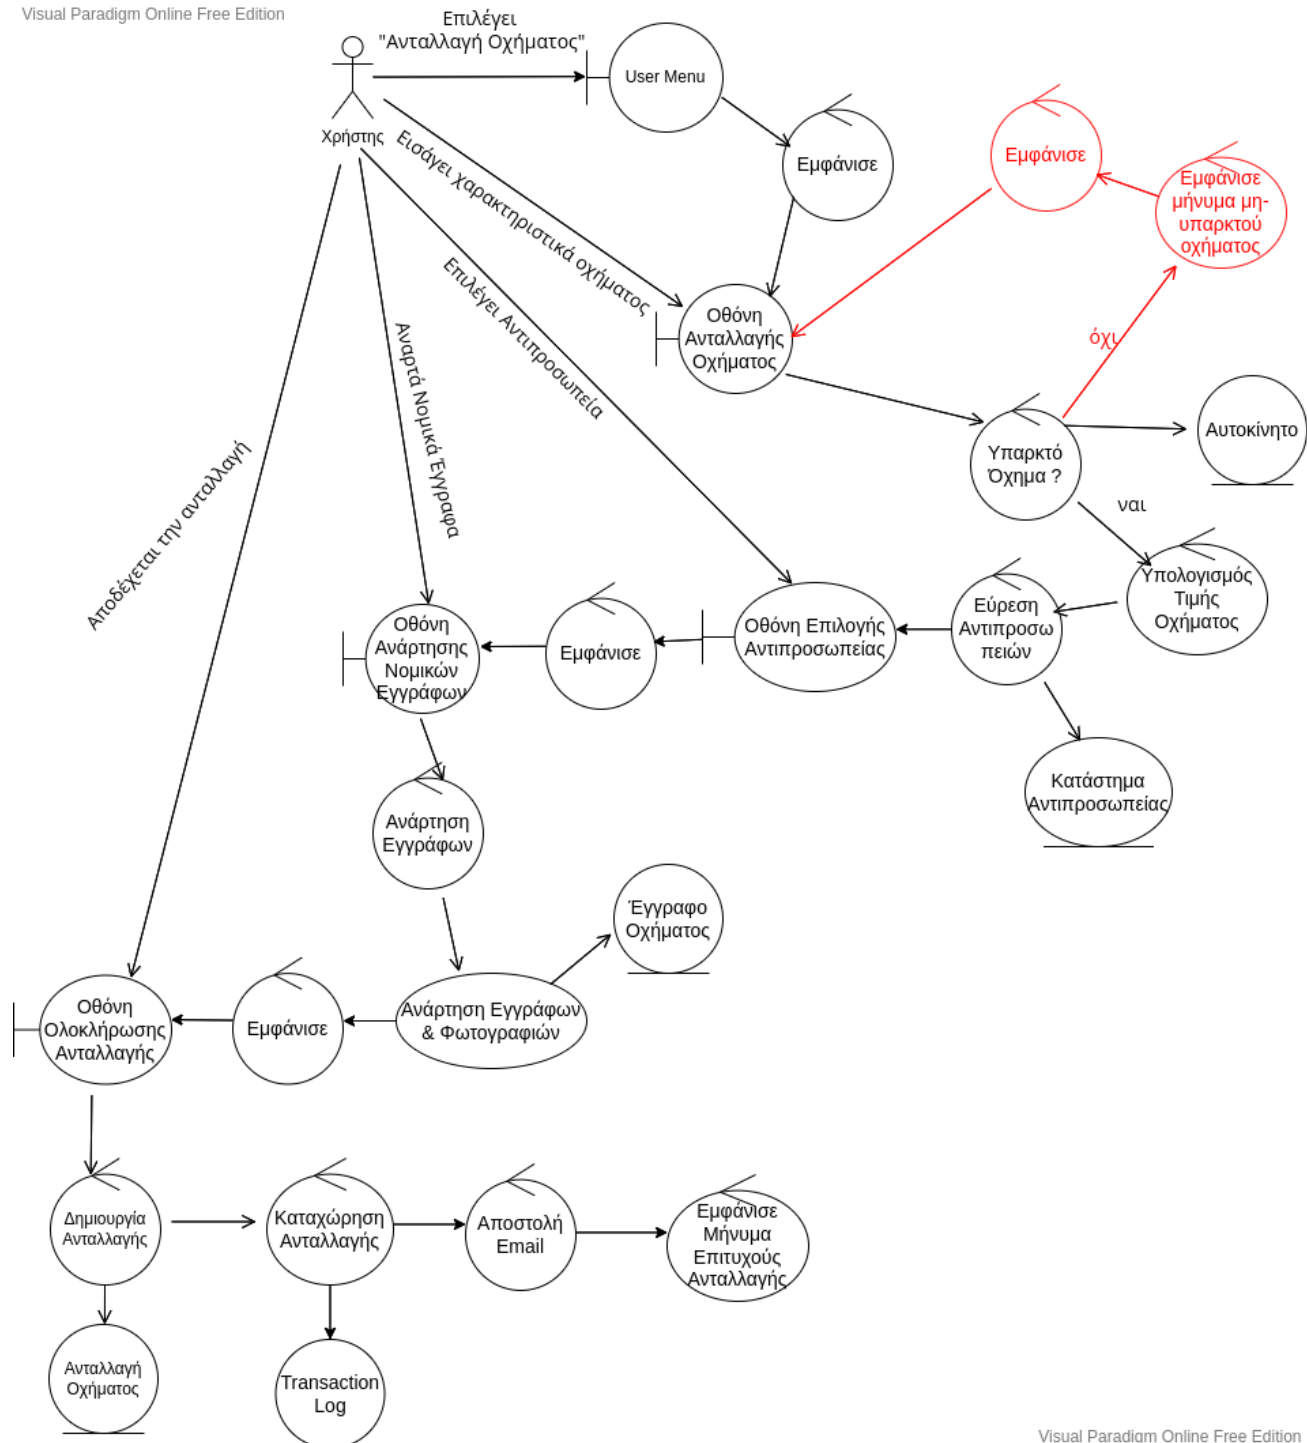 Visual Paradigm Online Free Edition
Επιλέγει
"Ανταλλαγή Οχήματος"
User Menu
Χρήστης
Εμφάνισε
Εμφάνισε
Εμφάνισε
μήνυμα μη-
υπαρκτού
οχήματος
Εισάγει χαρακτηριστικά οχήματος
Επιλέγει Αντιπροσωπεία
Αναρτά Νομικά Έγγραφα
Αποδέχεται την ανταλλαγή
Οθόνη
Ανταλλαγής
Οχήματος
όχι
Υπαρκτό
Όχημα ?
Αυτοκίνητο
ναι
Υπολογισμός
Τιμής
Οχήματος
Εύρεση
Αντιπροσω
πειών
Οθόνη Επιλογής
Αντιπροσωπείας
Εμφάνισε
Οθόνη
Ανάρτησης
Νομικών
Εγγράφων
Κατάστημα
Αντιπροσωπείας
Ανάρτηση
Εγγράφων
Έγγραφο
Οχήματος
Ανάρτηση Εγγράφων
& Φωτογραφιών
Εμφάνισε
Οθόνη
Ολοκλήρωσης
Ανταλλαγής
Δημιουργία
Ανταλλαγής
Καταχώρηση
Ανταλλαγής
Αποστολή
Email
Εμφάνισε
Μήνυμα
Επιτυχούς
Ανταλλαγής
Ανταλλαγή
Οχήματος
Transaction
Log
Visual Paradigm Online Free Edition